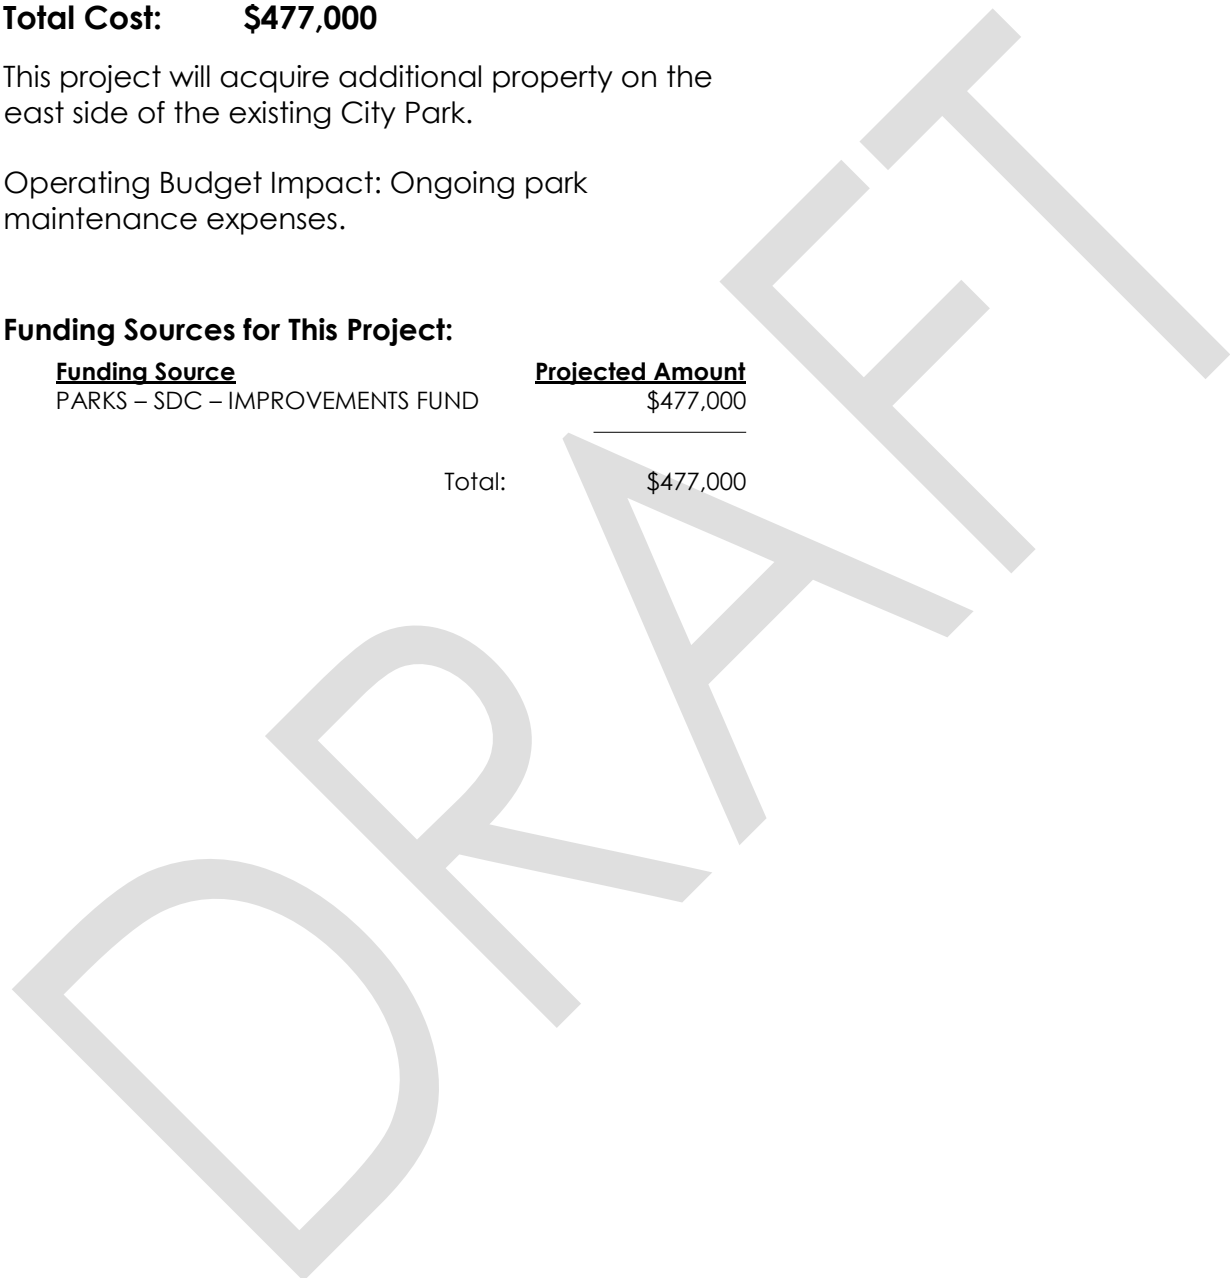 Total Cost: $477,000
This project will acquire additional property on the
east side of the existing City Park.
Operating Budget Impact: Ongoing park
maintenance expenses.
Funding Sources for This Project:
Funding Source Projected Amount
PARKS – SDC – IMPROVEMENTS FUND $477,000
Total: $477,000
DRAFT